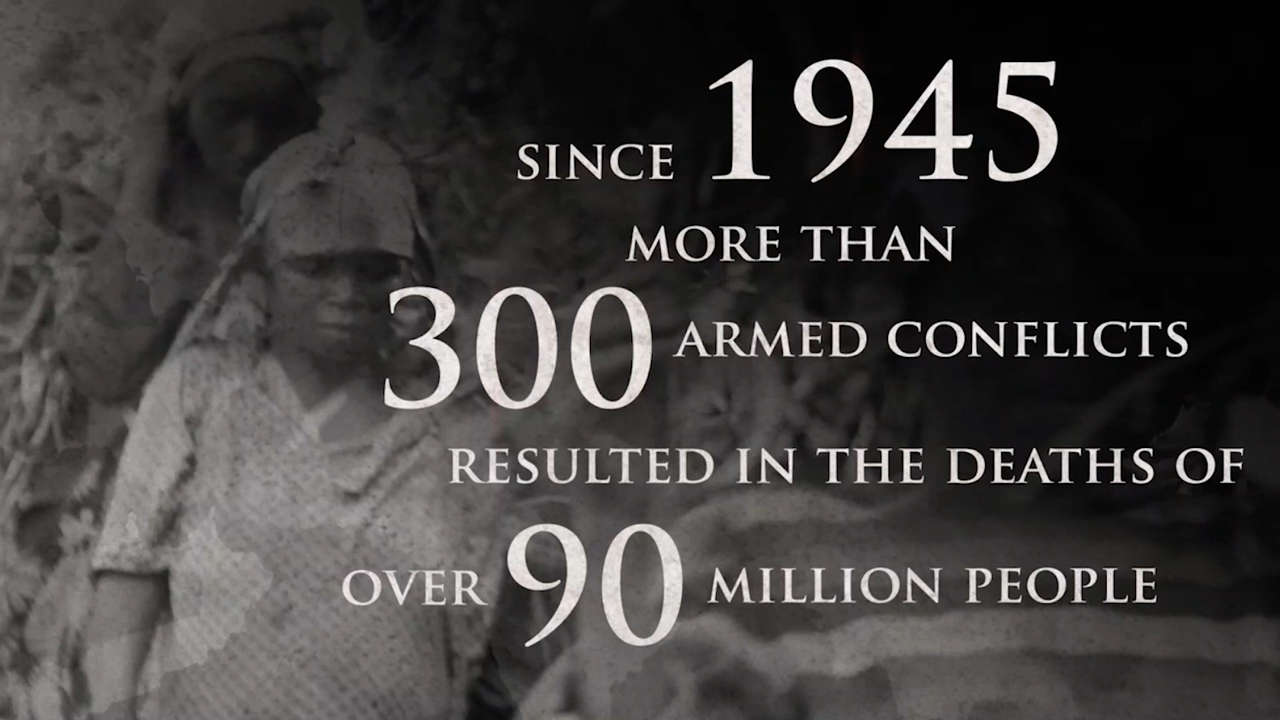 SINCE 1945
MORE THAN
300 ARMED CONFLICTS
RESULTED IN THE DEATHS OF
OVER 90 MILLION PEOPLE